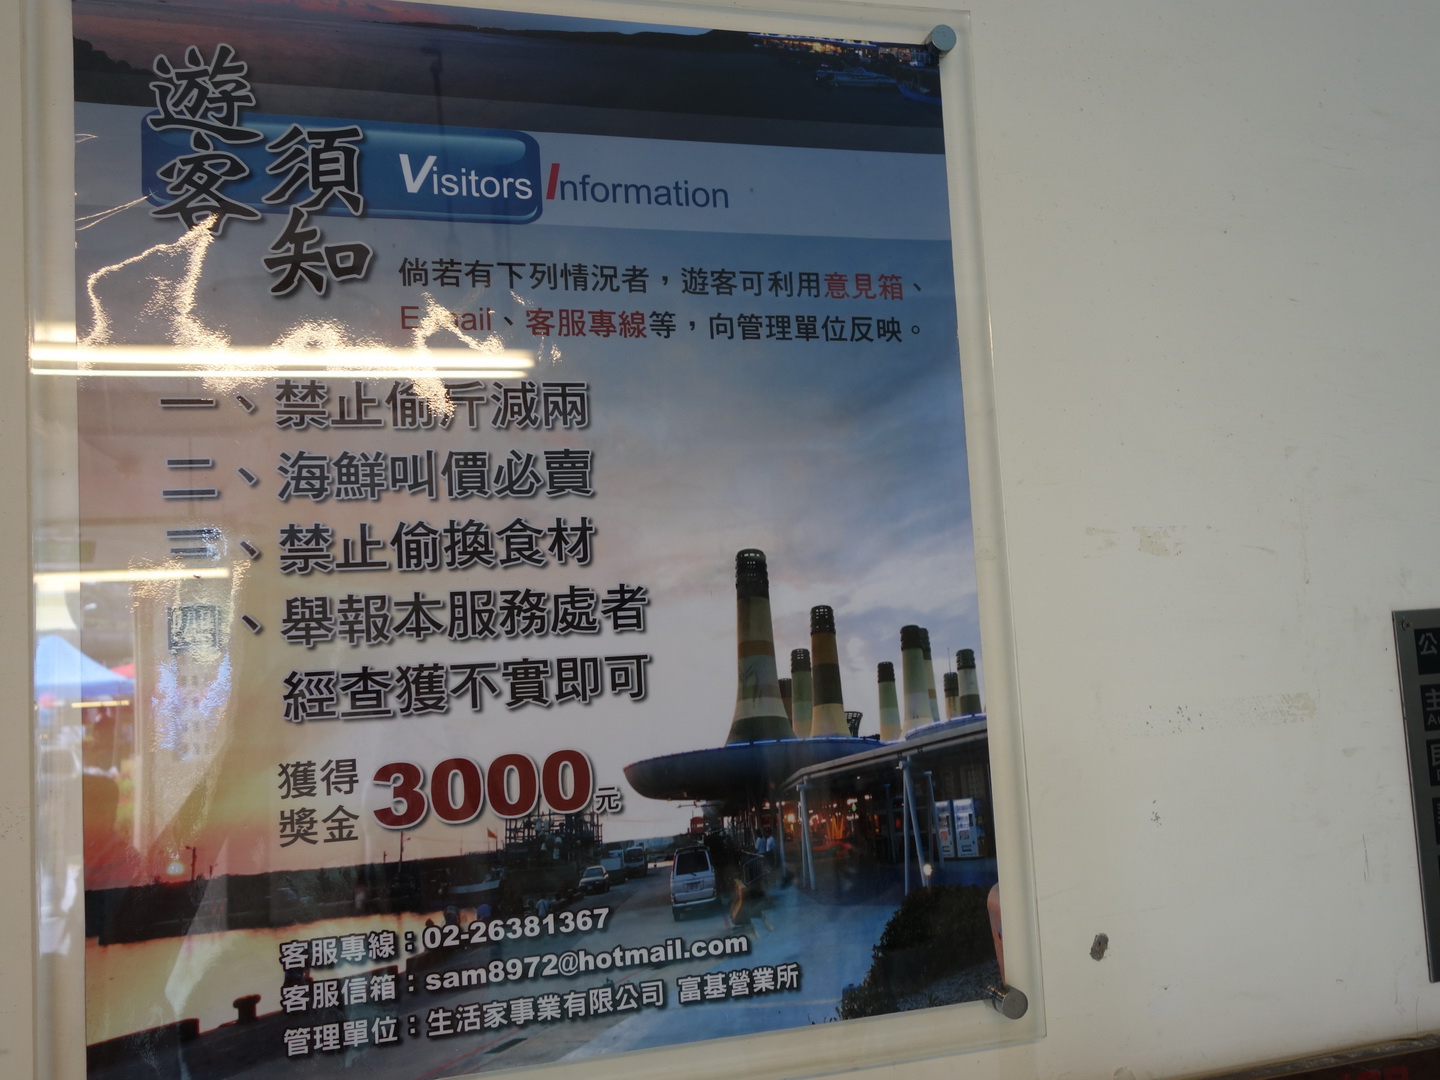 遊客須知
Visitors Information
倘若有下列情況者，遊客可利用意見箱、
E-mail、客服專線等，向管理單位反映。
一、禁止偷斤減兩
二、海鮮叫價必賣
三、禁止偷換食材
四、舉報本服務處者
經查獲不實即可
獲得
獎金3000元
客服專線：02-26381367
客服信箱：sam8972@hotmail.com
管理單位：生活家事業有限公司 富基營業所
公